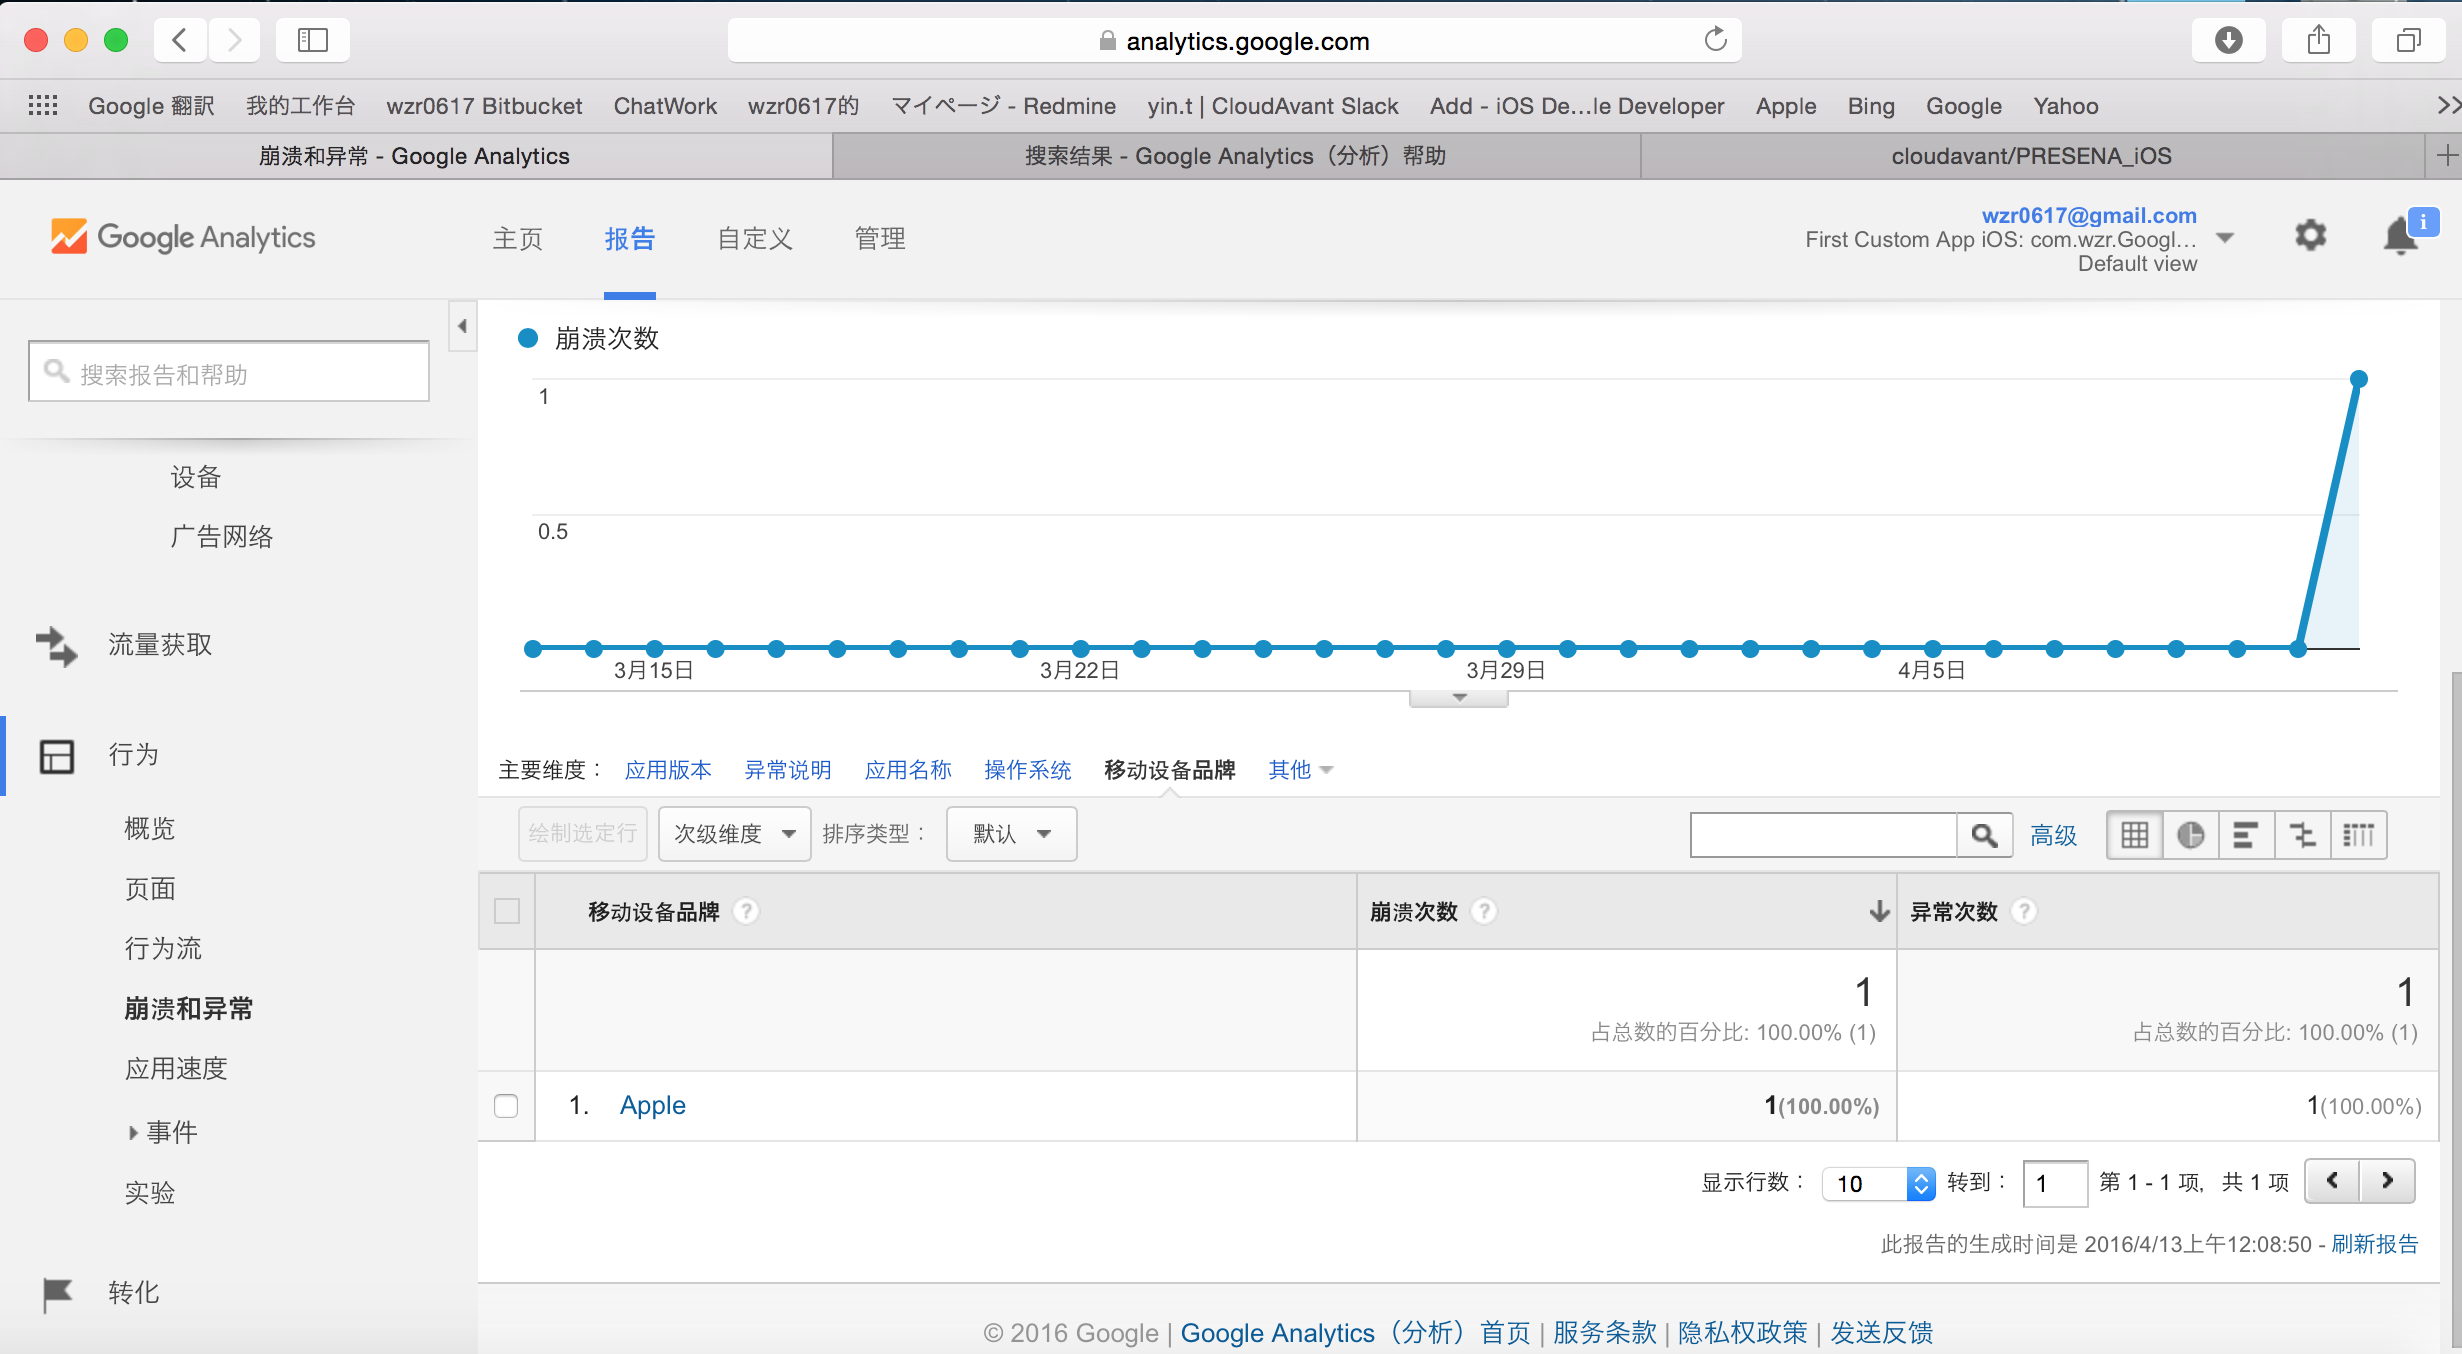 analytics.google.com
Google 翻訳 我的工作台 wzr0617 Bitbucket ChatWork wzr0617的 マイページ - Redmine yin.t | CloudAvant Slack Add - iOS De...le Developer Apple Bing Google Yahoo
崩溃和异常 - Google Analytics 搜索结果 - Google Analytics（分析）帮助 cloudavant/PRESENA_iOS
Google Analytics 主页 报告 自定义 管理
wzr0617@gmail.com
First Custom App iOS: com.wzr.Googl...
Default view
i
搜索报告和帮助
设备
广告网络
流量获取
行为
概览
页面
行为流
崩溃和异常
应用速度
事件
实验
转化
崩溃次数
1
0.5
3月15日 3月22日 3月29日 4月5日
主要维度： 应用版本 异常说明 应用名称 操作系统 移动设备品牌 其他
绘制选定行 次级维度 排序类型： 默认 高级
移动设备品牌 ? 崩溃次数 ? 异常次数 ?
1 1
占总数的百分比: 100.00% (1) 占总数的百分比: 100.00% (1)
1. Apple 1(100.00%) 1(100.00%)
显示行数： 10 转到： 1 第 1 - 1 项，共 1 项
此报告的生成时间是 2016/4/13上午12:08:50 - 刷新报告
© 2016 Google | Google Analytics（分析）首页 | 服务条款 | 隐私权政策 | 发送反馈